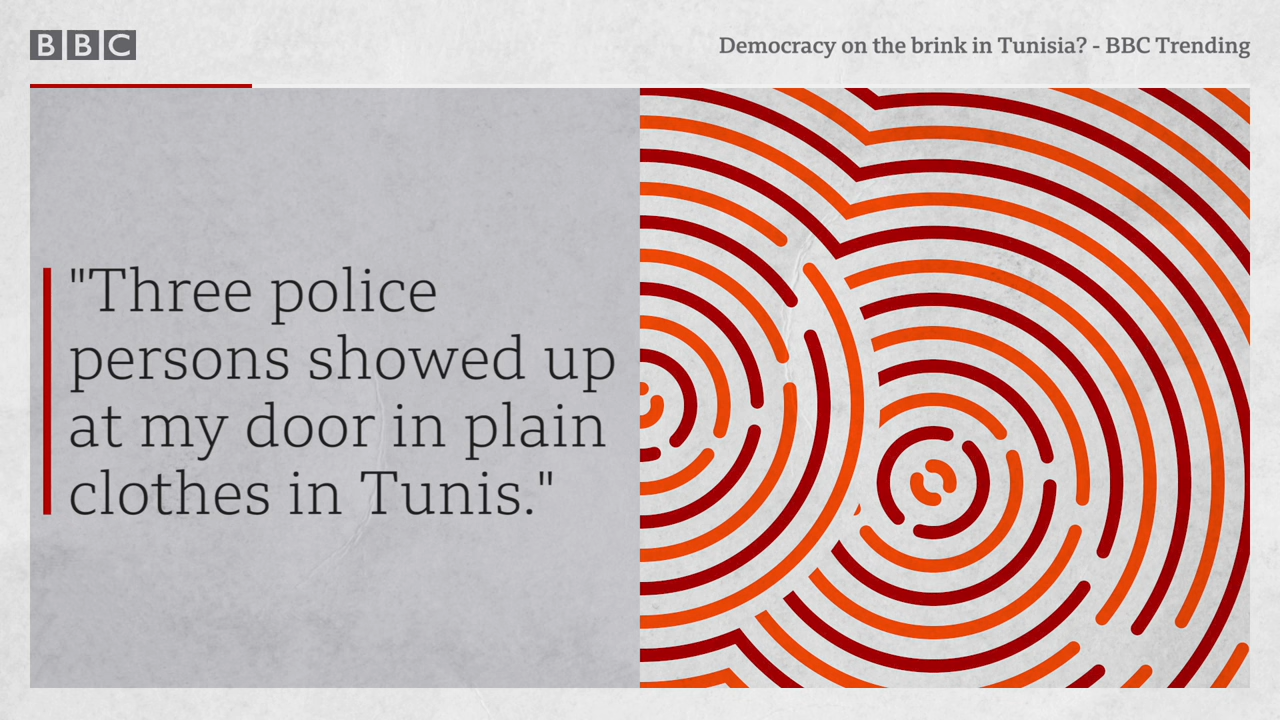 BBC
Democracy on the brink in Tunisia? - BBC Trending
"Three police
persons showed up
at my door in plain
clothes in Tunis."